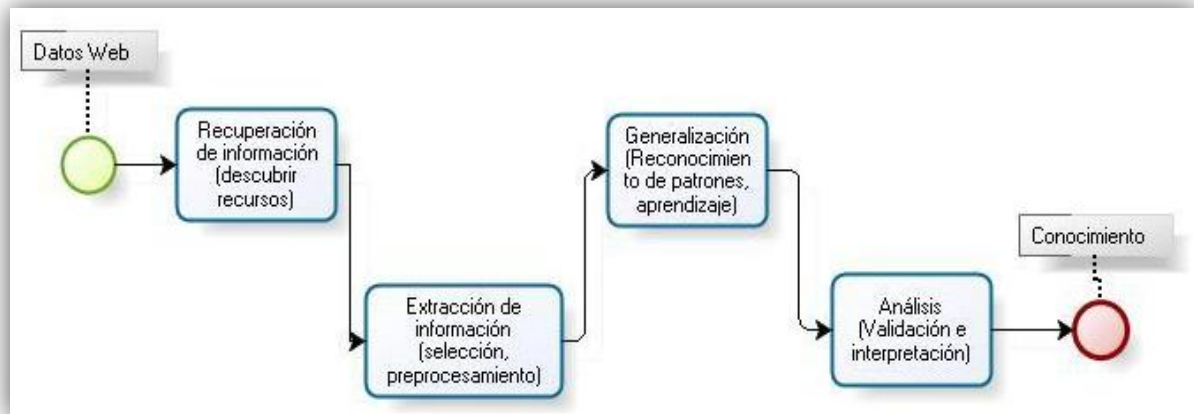 Datos Web
Recuperación
de información
(descubrir
recursos)
Extracción de
información
(selección,
preprocesamiento)
Generalización
(Reconocimien
to de patrones,
aprendizaje)
Análisis
(Validación e
interpretación)
Conocimiento